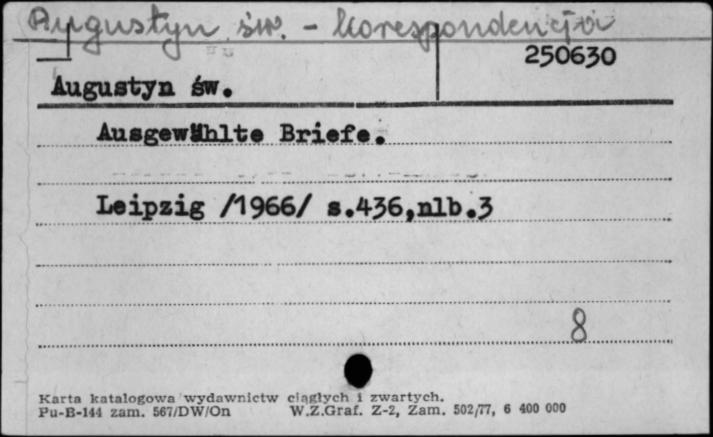 Augustyn św. - Korespondencja
250630
Augustyn św.
Ausgewählte Briefe.
Leipzig /1966/ s.436,nlb.3
8
Karta katalogowa wydawnictw ciągłych i zwartych.
Pu-B-144 zam. 567/DW/On W.Z.Graf. Z-2, Zam. 502/77, 6 400 000